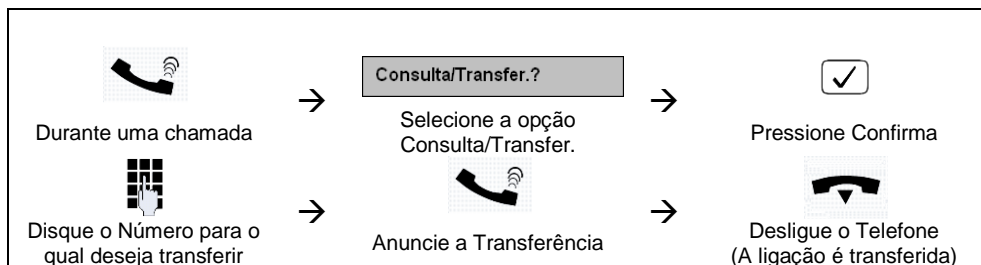 Consulta/Transfer.?
Durante uma chamada
Selecione a opção
Consulta/Transfer.
Pressione Confirma
Disque o Número para o
qual deseja transferir
Anuncie a Transferência
Desligue o Telefone
(A ligação é transferida)